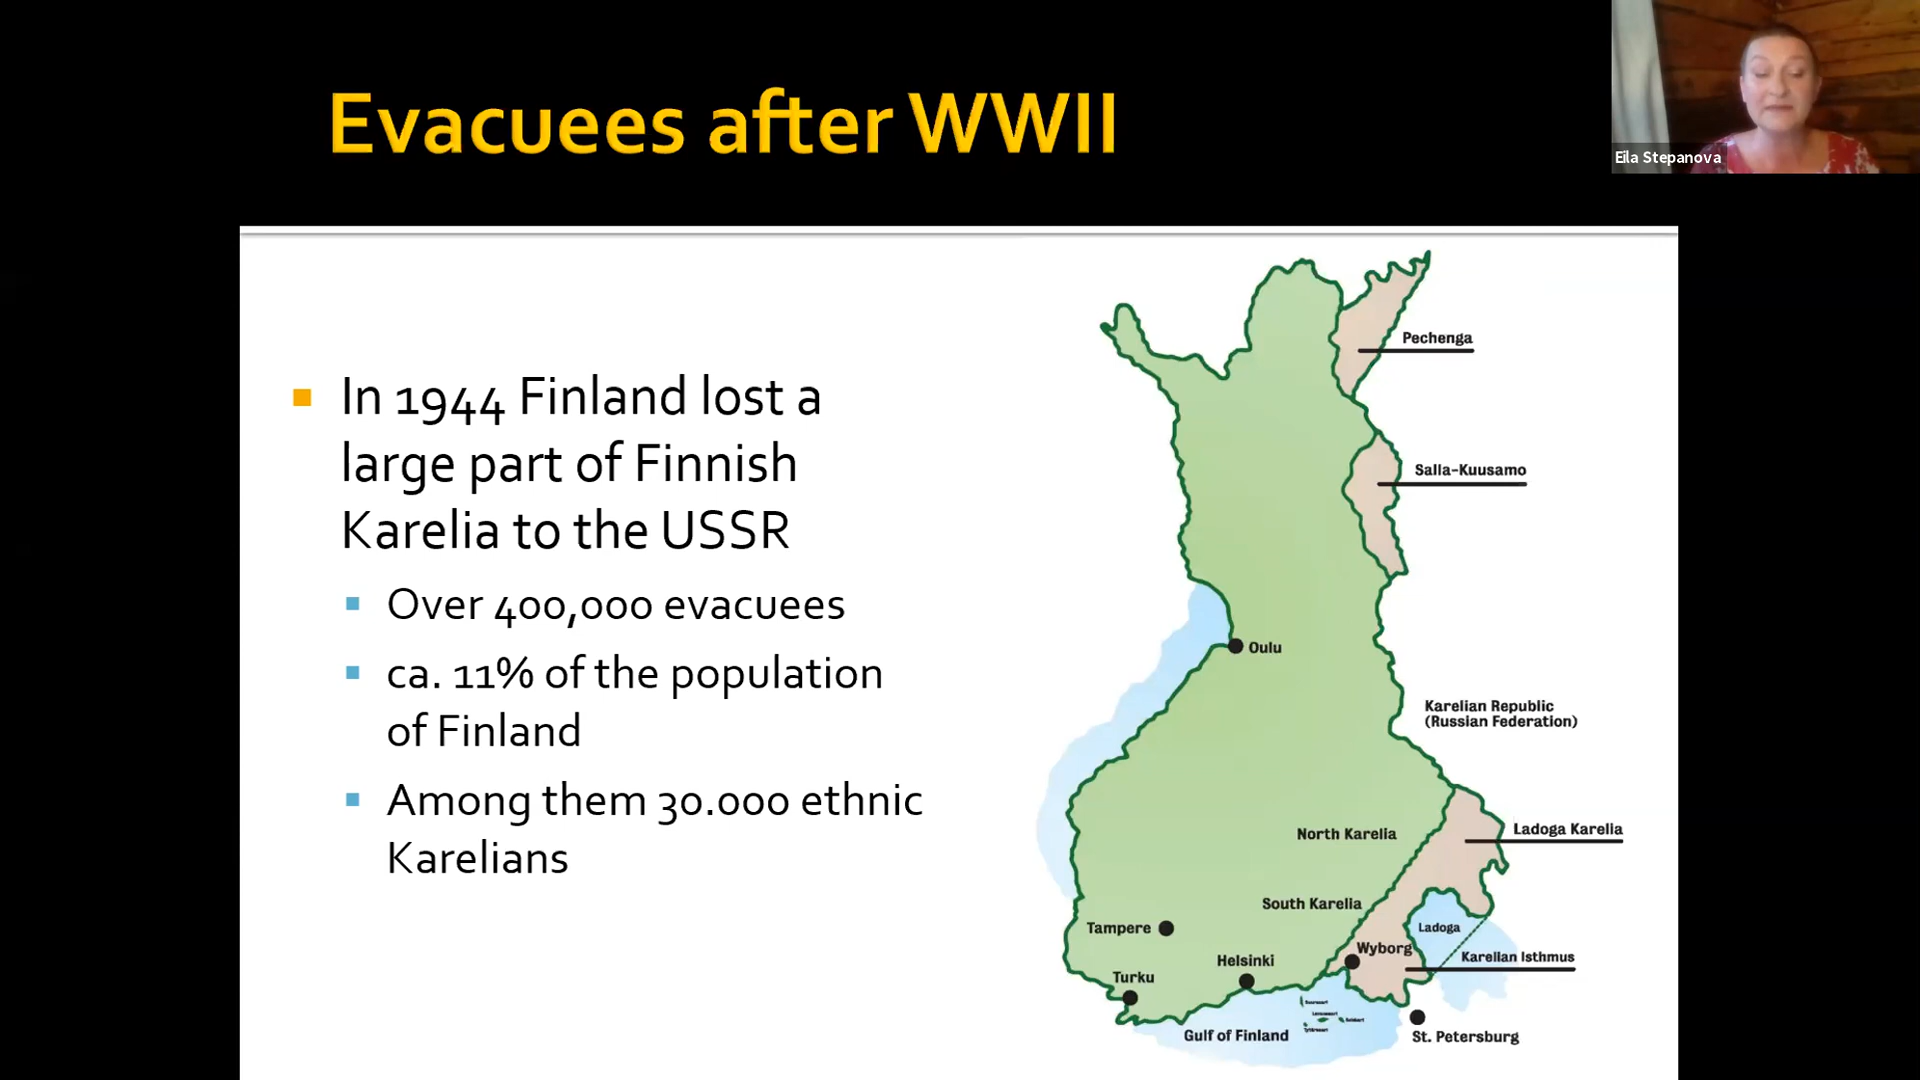 Evacuees after WWII
Eila Stepanova
In 1944 Finland lost a
large part of Finnish
Karelia to the USSR
Over 400,000 evacuees
ca. 11% of the population
of Finland
Among them 30.000 ethnic
Karelians
Pechenga
Salla-Kuusamo
Oulu
Karelian Republic
(Russian Federation)
North Karelia
Ladoga Karelia
South Karelia
Ladoga
Tampere
Wyborg
Karelian Isthmus
Helsinki
Turku
Gulf of Finland
St. Petersburg